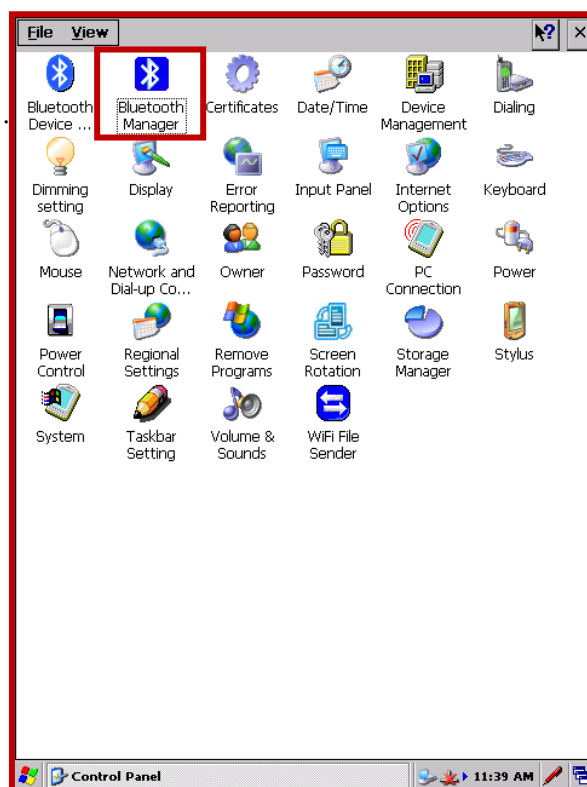 File View
?
Bluetooth Device ...
Bluetooth Manager
Certificates
Date/Time
Device Management
Dialing
Dimming setting
Display
Error Reporting
Input Panel
Internet Options
Keyboard
Mouse
Network and Dial-up Co...
Owner
Password
PC Connection
Power
Power Control
Regional Settings
Remove Programs
Screen Rotation
Storage Manager
Stylus
System
Taskbar Setting
Volume & Sounds
WiFi File Sender
Control Panel
11:39 AM